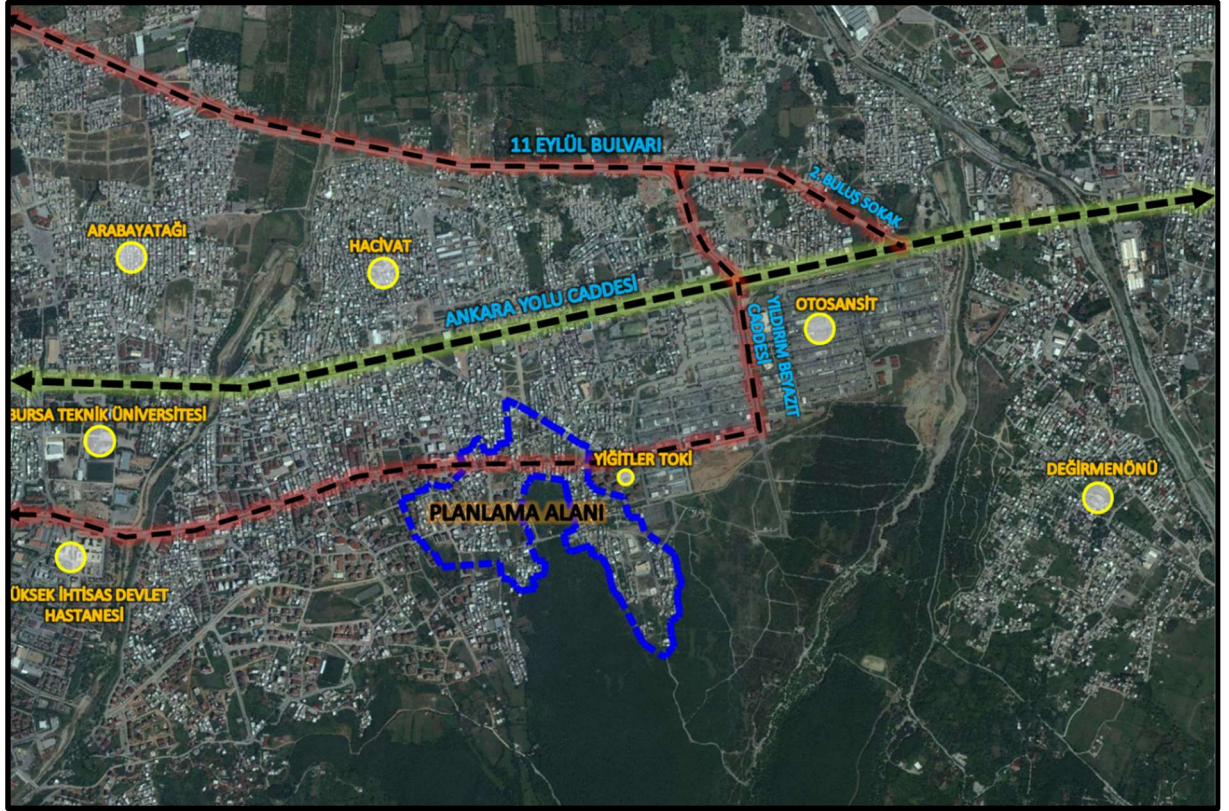 11 EYLÜL BULVARI
2. BULUŞ SOKAK
ARABAYATAĞI
HACİVAT
ANKARA YOLU CADDESİ
YILDIRIM BEYAZIT
CADDESİ
OTOSANSİT
BURSA TEKNİK ÜNİVERSİTESİ
YİĞİTLER TOKİ
DEĞİRMENÖNÜ
PLANLAMA ALANI
ÜKSEK İHTİSAS DEVLET
HASTANESİ